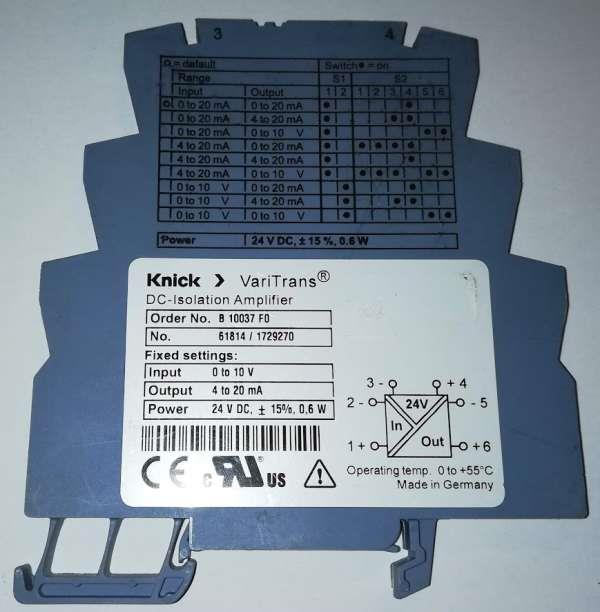 3 4
= default Switch ● = on
Range S1 S2
Input Output 1 2 1 2 3 4 5 6
0 to 20 mA 0 to 20 mA
0 to 20 mA 4 to 20 mA
0 to 20 mA 0 to 10 V
4 to 20 mA 0 to 20 mA
4 to 20 mA 4 to 20 mA
4 to 20 mA 0 to 10 V
0 to 10 V 0 to 20 mA
0 to 10 V 4 to 20 mA
0 to 10 V 0 to 10 V
Power 24 V DC, ± 15 %, 0.6 W
Knick > VariTrans®
DC-Isolation Amplifier
Order No. B 10037 F0
No. 61814 / 1729270
Fixed settings:
Input 0 to 10 V
Output 4 to 20 mA
Power 24 V DC, ± 15%, 0,6 W
3 - + 4
2 - 24V - 5
In
1 + Out + 6
CE c RU US
Operating temp. 0 to +55°C
Made in Germany